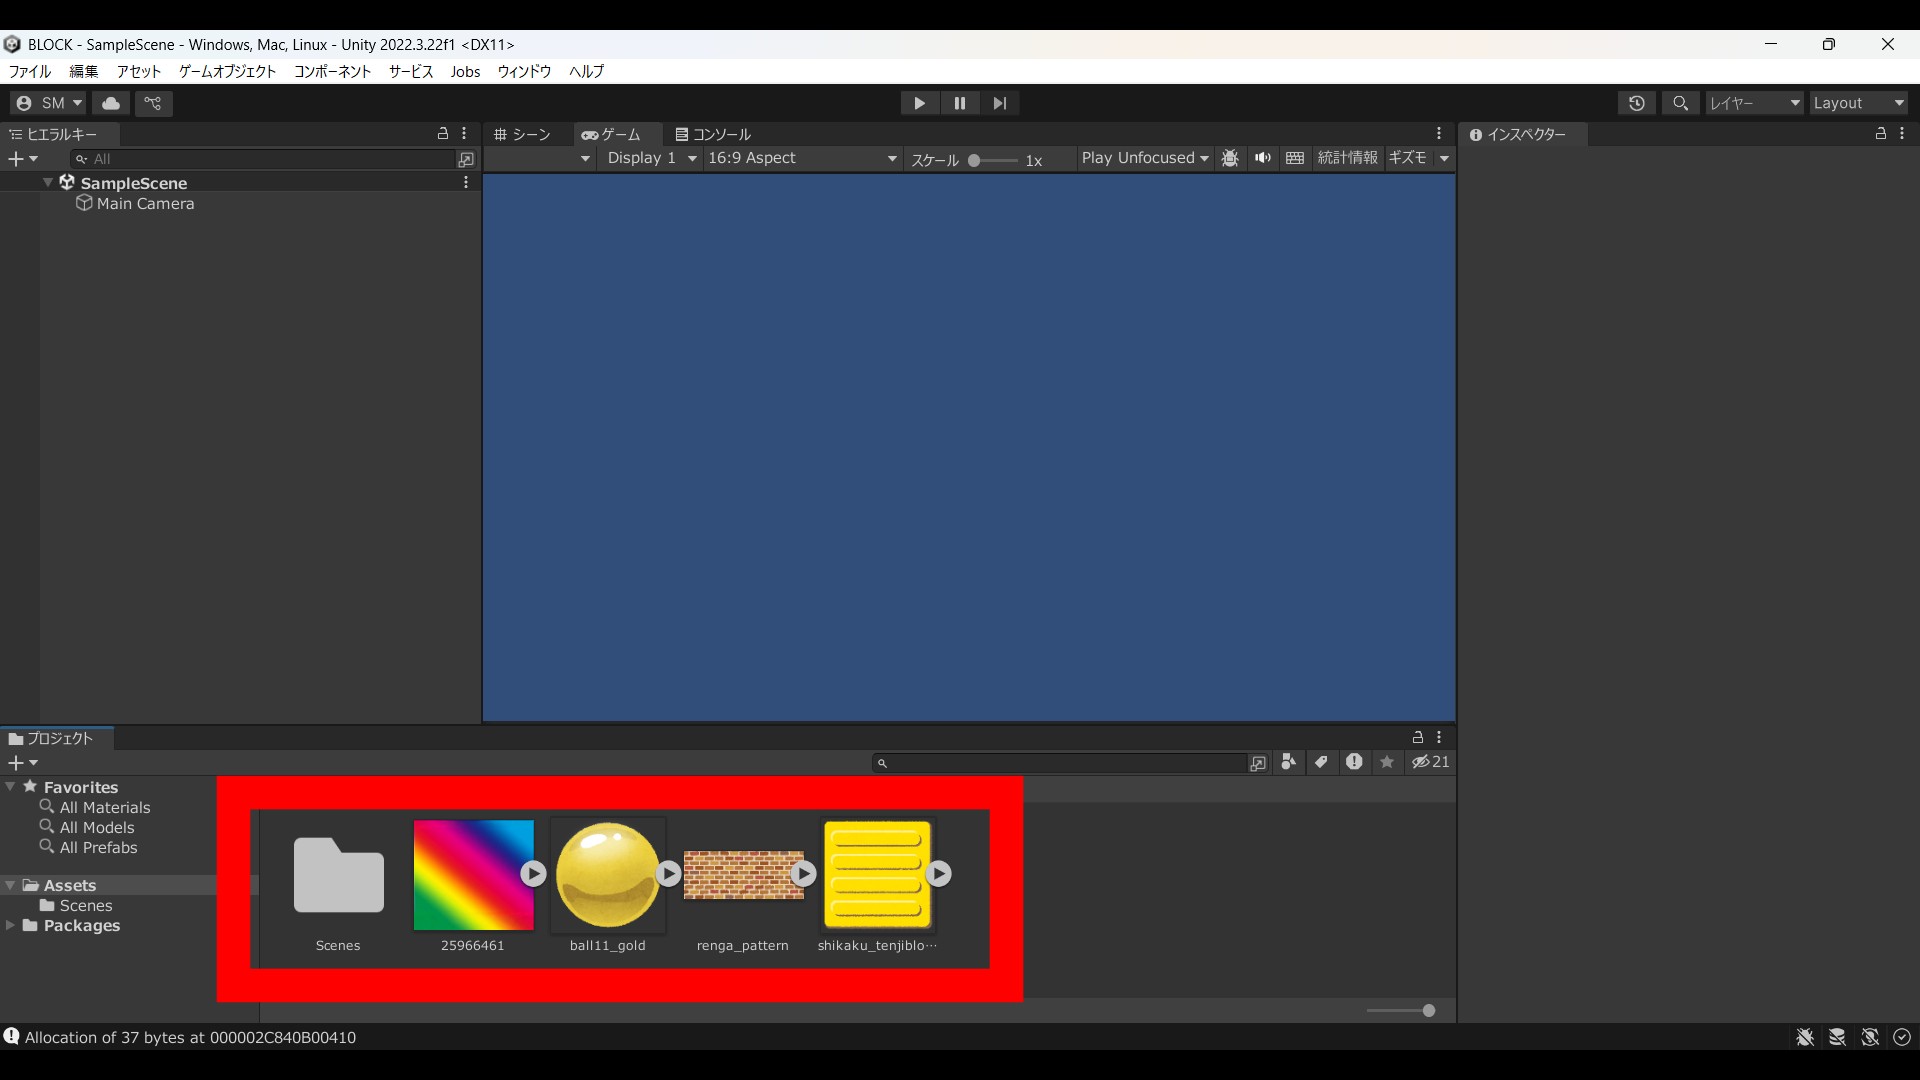 BLOCK - SampleScene - Windows, Mac, Linux - Unity 2022.3.22f1 <DX11>
ファイル 編集 アセット ゲームオブジェクト コンポーネント サービス Jobs ウィンドウ ヘルプ
SM レイヤー Layout
ヒエラルキー シーン ゲーム コンソール インスペクター
All Display 1 16:9 Aspect スケール 1x Play Unfocused 統計情報 ギズモ
SampleScene
Main Camera
プロジェクト
21
Favorites
All Materials
All Models
All Prefabs
Assets
Scenes
Packages
Scenes 25966461 ball11_gold renga_pattern shikaku_tenjiblo…
Allocation of 37 bytes at 000002C840B00410